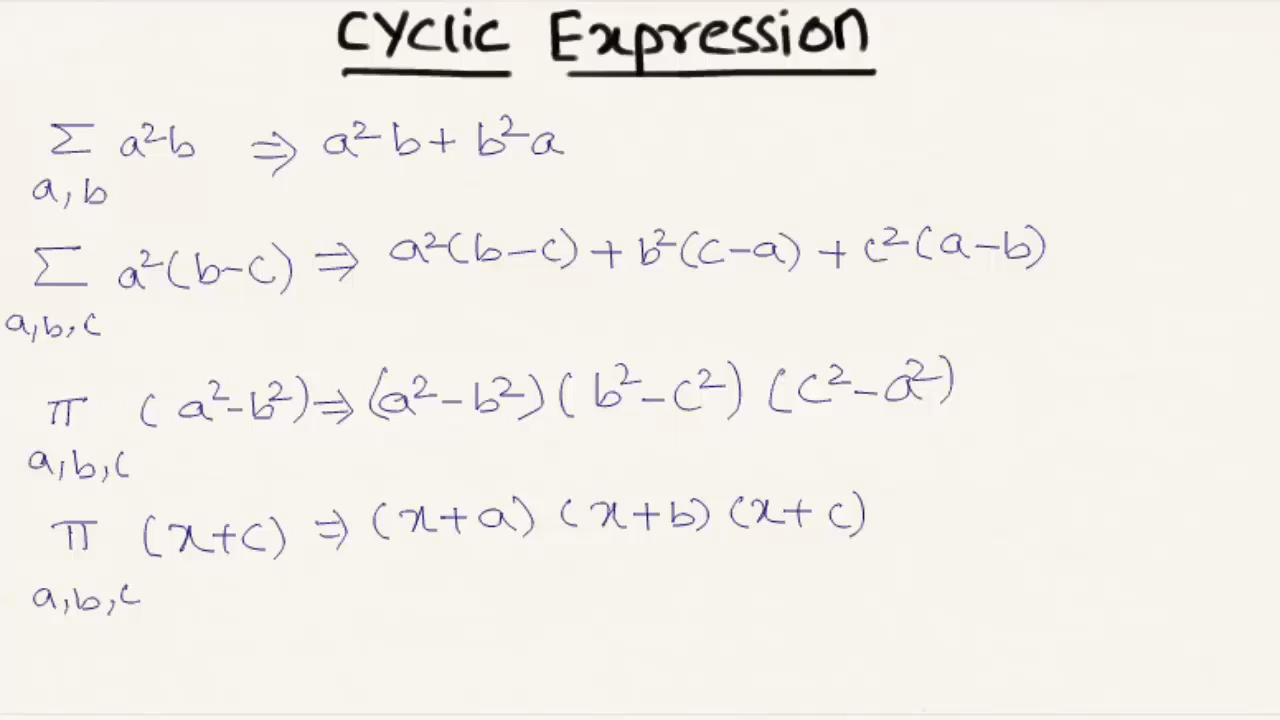 Cyclic Expression
Σ a²b ⇒ a²b + b²a
a, b
Σ a²(b-c) ⇒ a²(b-c) + b²(c-a) + c²(a-b)
a, b, c
π (a²-b²) ⇒ (a²-b²) (b²-c²) (c²-a²)
a, b, c
π (x+c) ⇒ (x+a) (x+b) (x+c)
a, b, c